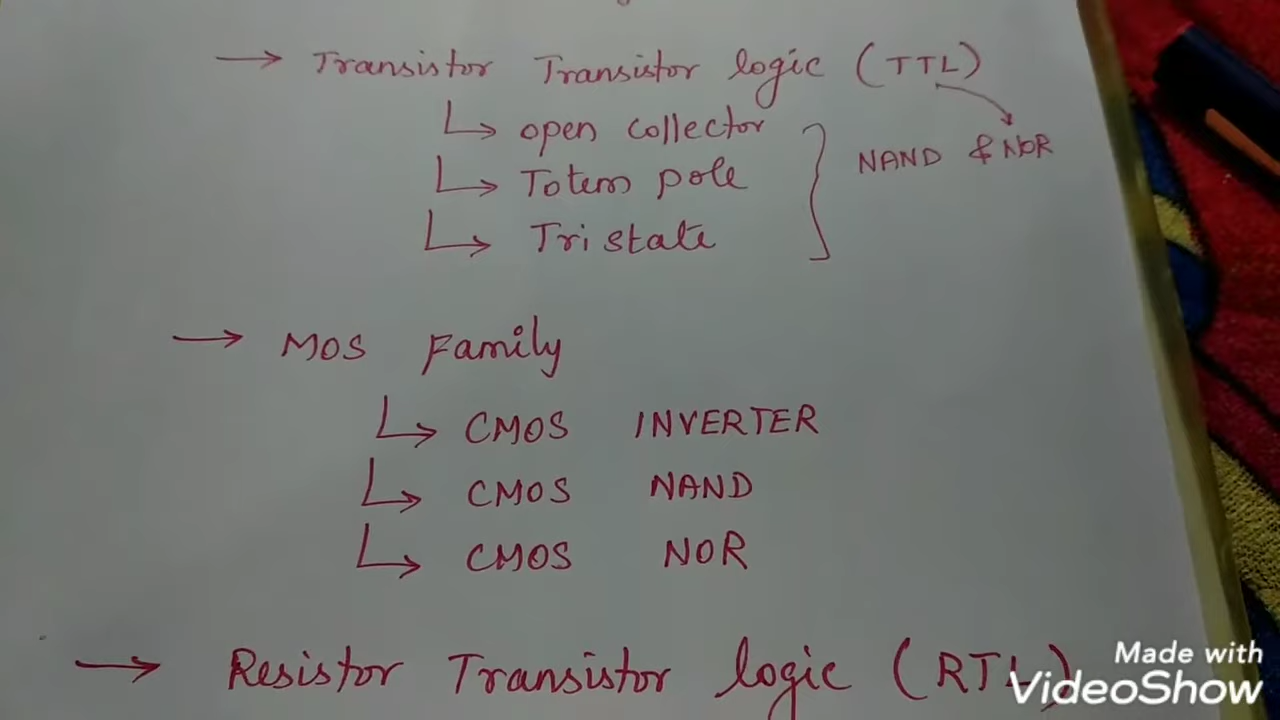 → Transistor Transistor logic (TTL)
↳ open collector
↳ Totem pole
↳ Tri state
NAND & NOR
→ MOS Family
↳ CMOS INVERTER
↳ CMOS NAND
↳ CMOS NOR
→ Resistor Transistor logic (RTL)
Made with
VideoShow